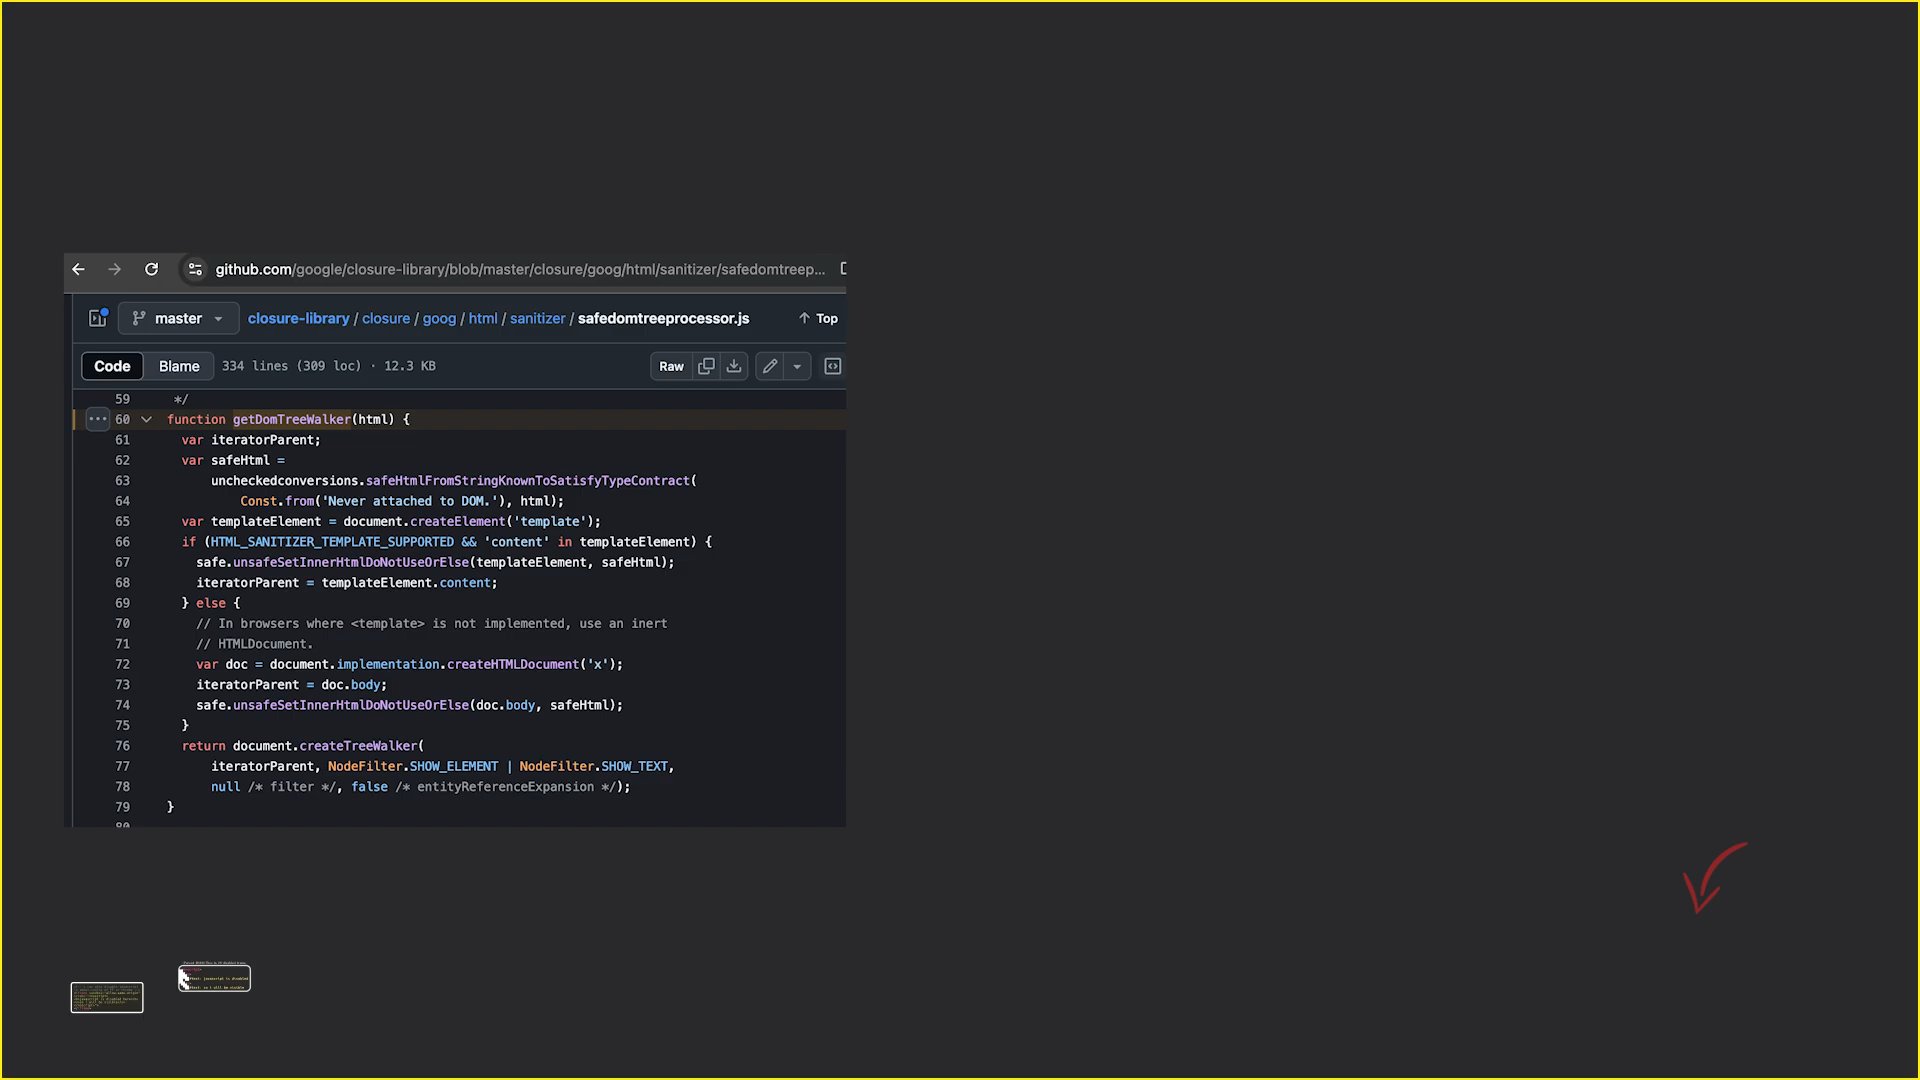 github.com/google/closure-library/blob/master/closure/goog/html/sanitizer/safedomtreep...
master closure-library / closure / goog / html / sanitizer / safedomtreeprocessor.js Top
Code Blame 334 lines (309 loc) · 12.3 KB Raw
59 */
60 function getDomTreeWalker(html) {
61 var iteratorParent;
62 var safeHtml =
63 uncheckedconversions.safeHtmlFromStringKnownToSatisfyTypeContract(
64 Const.from('Never attached to DOM.'), html);
65 var templateElement = document.createElement('template');
66 if (HTML_SANITIZER_TEMPLATE_SUPPORTED && 'content' in templateElement) {
67 safe.unsafeSetInnerHtmlDoNotUseOrElse(templateElement, safeHtml);
68 iteratorParent = templateElement.content;
69 } else {
70 // In browsers where <template> is not implemented, use an inert
71 // HTMLDocument.
72 var doc = document.implementation.createHTMLDocument('x');
73 iteratorParent = doc.body;
74 safe.unsafeSetInnerHtmlDoNotUseOrElse(doc.body, safeHtml);
75 }
76 return document.createTreeWalker(
77 iteratorParent, NodeFilter.SHOW_ELEMENT | NodeFilter.SHOW_TEXT,
78 null /* filter */, false /* entityReferenceExpansion */);
79 }
80